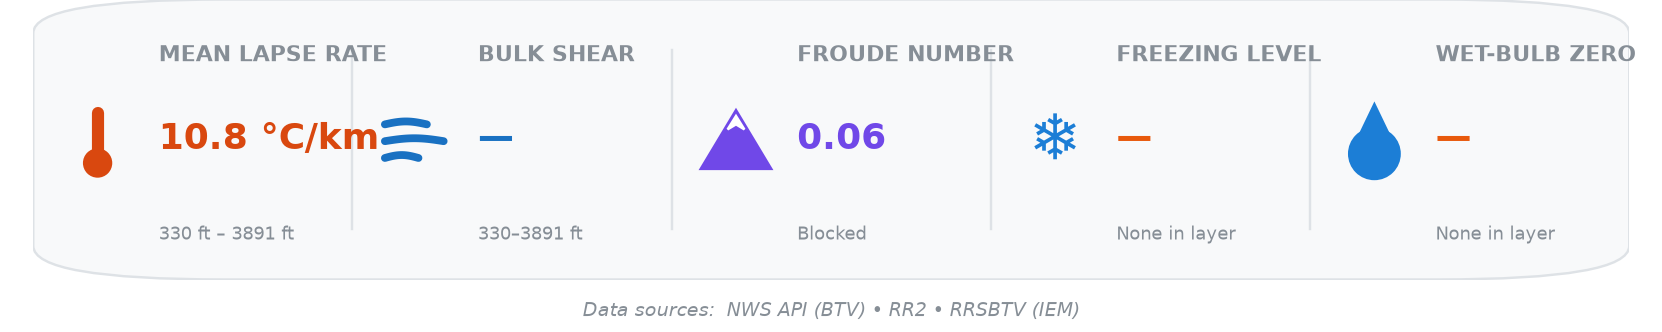 MEAN LAPSE RATE
10.8 °C/km
330 ft – 3891 ft
BULK SHEAR
—
330–3891 ft
FROUDE NUMBER
0.06
Blocked
FREEZING LEVEL
—
None in layer
WET-BULB ZERO
—
None in layer
Data sources: NWS API (BTV) • RR2 • RRSBTV (IEM)